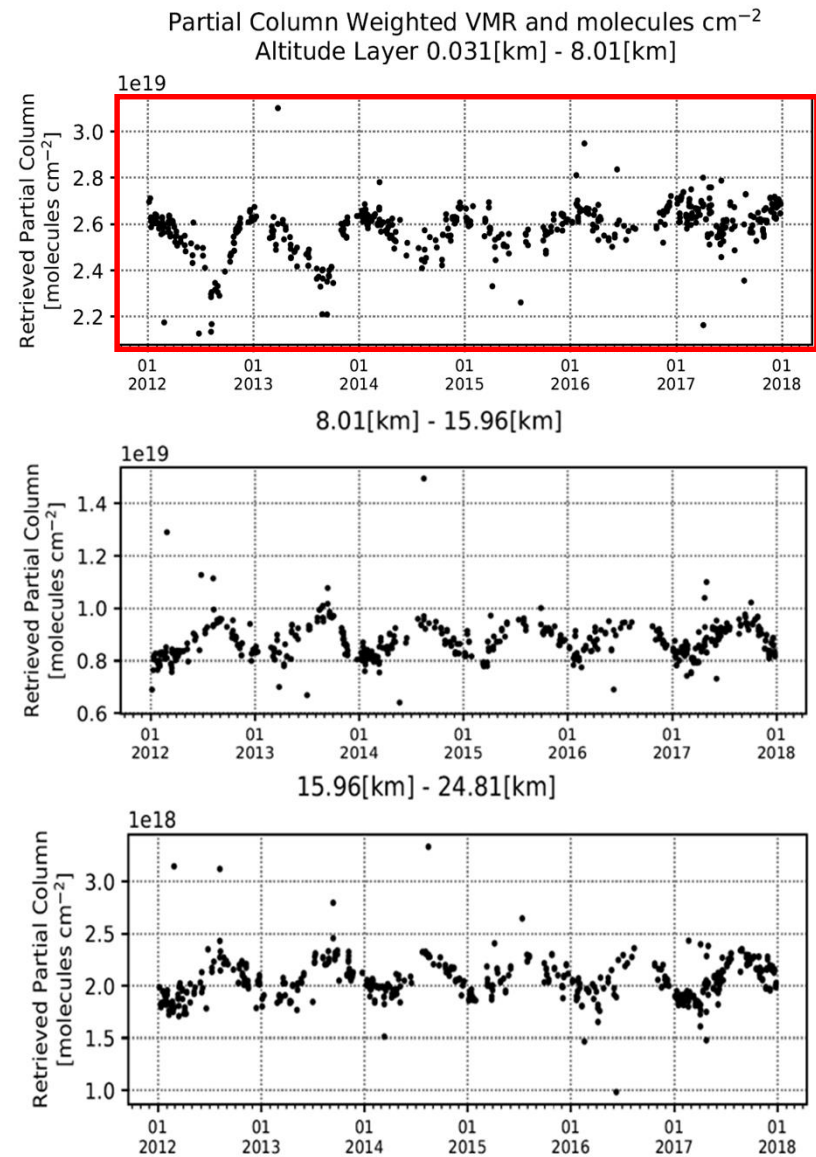 Partial Column Weighted VMR and molecules cm⁻²
Altitude Layer 0.031[km] - 8.01[km]
1e19
Retrieved Partial Column
[molecules cm⁻²]
3.0
2.8
2.6
2.4
2.2
01 01 01 01 01 01 01
2012 2013 2014 2015 2016 2017 2018
8.01[km] - 15.96[km]
1e19
Retrieved Partial Column
[molecules cm⁻²]
1.4
1.2
1.0
0.8
0.6
01 01 01 01 01 01 01
2012 2013 2014 2015 2016 2017 2018
15.96[km] - 24.81[km]
1e18
Retrieved Partial Column
[molecules cm⁻²]
3.0
2.5
2.0
1.5
1.0
01 01 01 01 01 01 01
2012 2013 2014 2015 2016 2017 2018